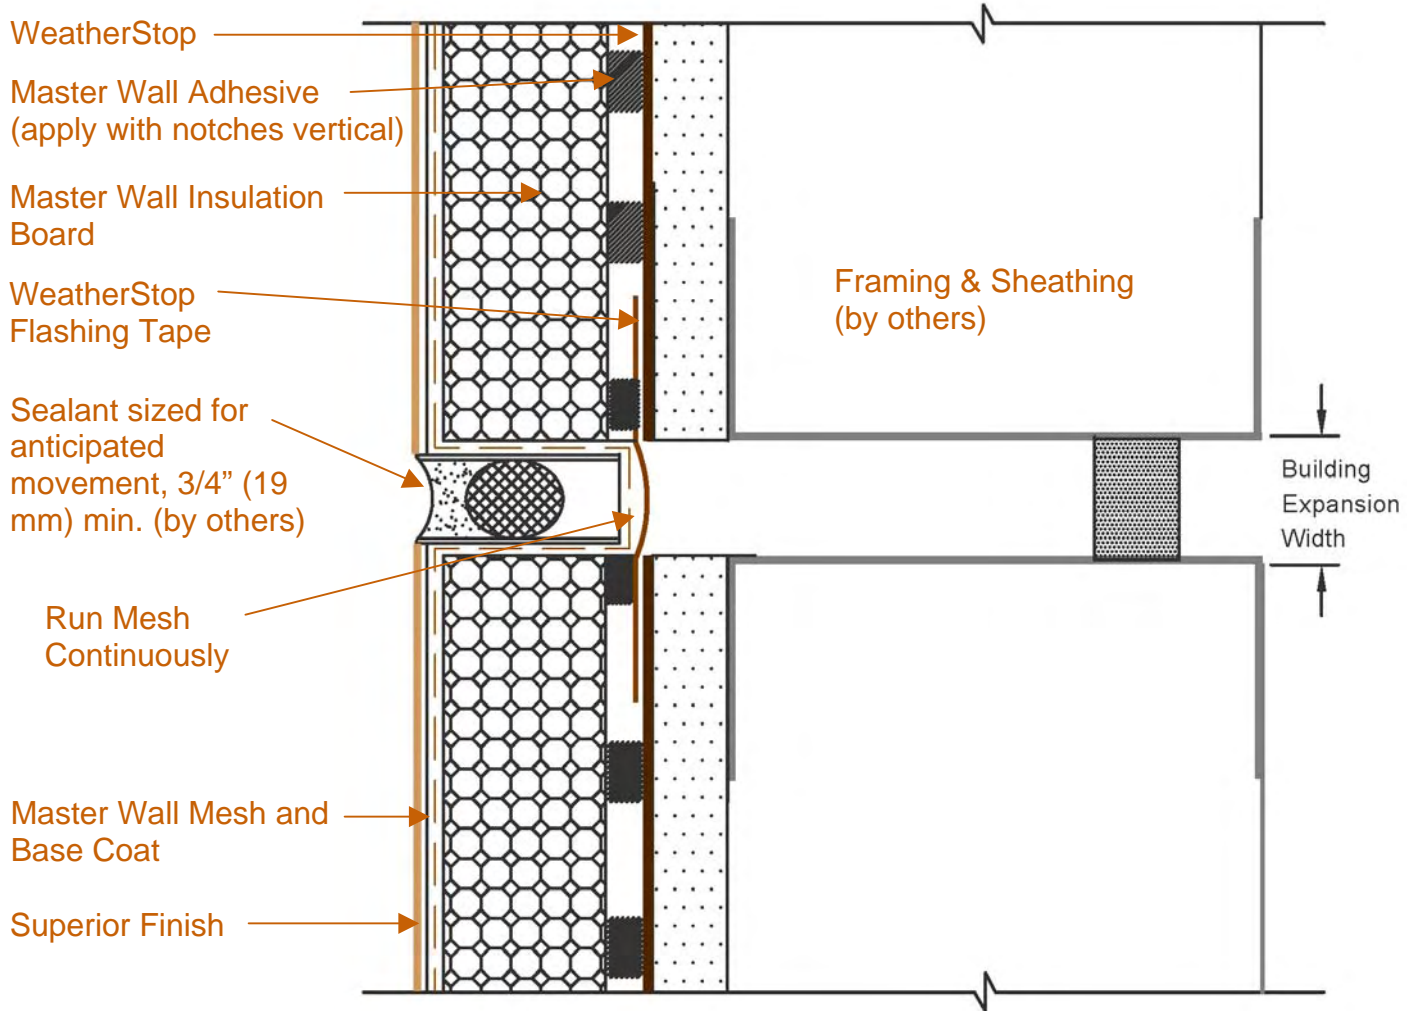 WeatherStop
Master Wall Adhesive
(apply with notches vertical)
Master Wall Insulation
Board
WeatherStop
Flashing Tape
Sealant sized for
anticipated
movement, 3/4” (19
mm) min. (by others)
Run Mesh
Continuously
Master Wall Mesh and
Base Coat
Superior Finish
Framing & Sheathing
(by others)
Building
Expansion
Width